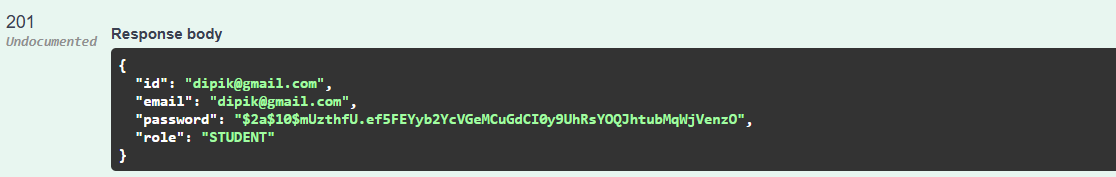 201
Undocumented
Response body
{
  "id": "dipik@gmail.com",
  "email": "dipik@gmail.com",
  "password": "$2a$10$mUzthfU.ef5FEYyb2YcVGeMCuGdCI0y9UhRsYOQJhtubMqWjVenzO",
  "role": "STUDENT"
}